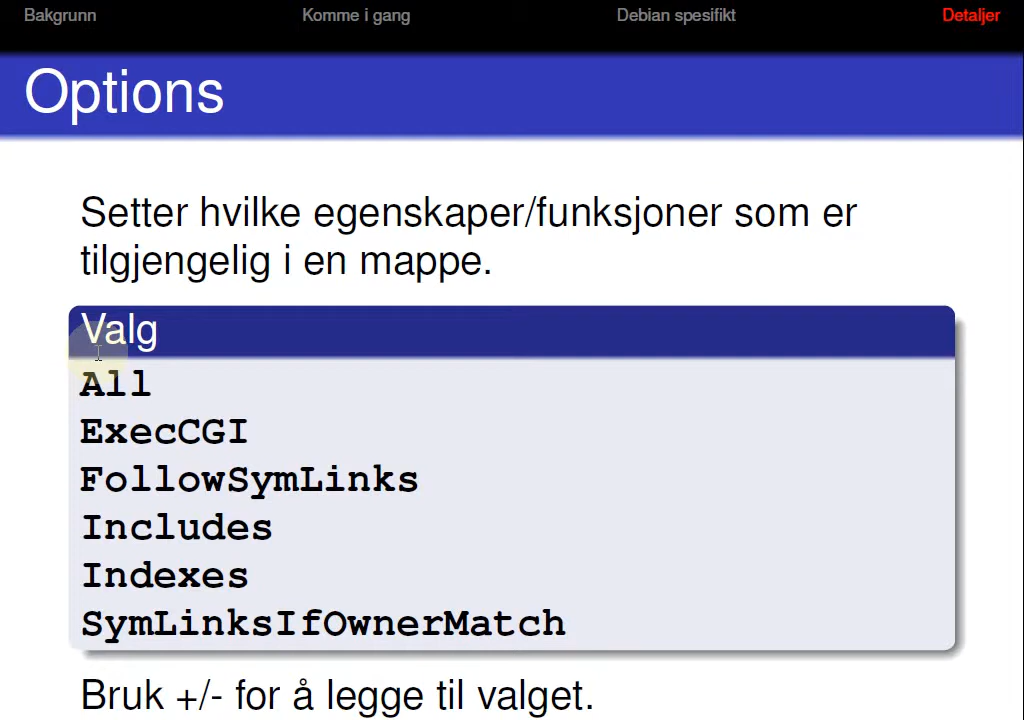 Bakgrunn Komme i gang Debian spesifikt Detaljer
Options
Setter hvilke egenskaper/funksjoner som er
tilgjengelig i en mappe.
Valg
All
ExecCGI
FollowSymLinks
Includes
Indexes
SymLinksIfOwnerMatch
Bruk +/- for å legge til valget.